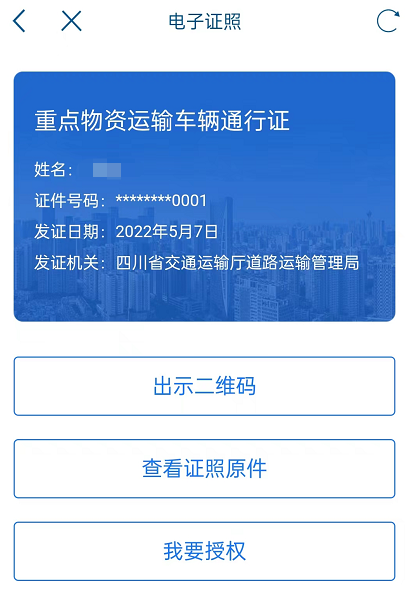 电子证照
重点物资运输车辆通行证
姓名：
证件号码：********0001
发证日期：2022年5月7日
发证机关：四川省交通运输厅道路运输管理局
出示二维码
查看证照原件
我要授权